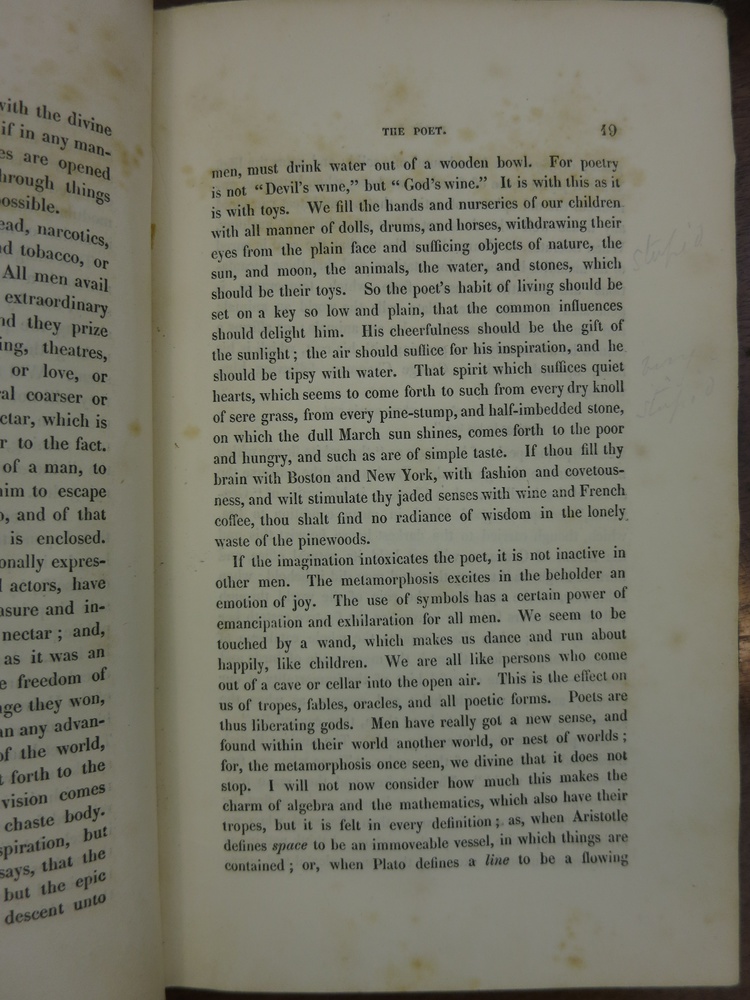 with the divine
if in any man-
es are opened
through things
possible.
ead, narcotics,
nd tobacco, or
All men avail
extraordinary
nd they prize
ing, theatres,
or love, or
al coarser or
ctar, which is
r to the fact.
of a man, to
him to escape
o, and of that
is enclosed.
onally expres-
d actors, have
asure and in-
nectar; and,
as it was an
e freedom of
age they won,
an any advan-
of the world,
t forth to the
vision comes
chaste body.
spiration, but
says, that the
but the epic
descent unto
THE POET. 19
men, must drink water out of a wooden bowl. For poetry
is not "Devil's wine," but "God's wine." It is with this as it
is with toys. We fill the hands and nurseries of our children
with all manner of dolls, drums, and horses, withdrawing their
eyes from the plain face and sufficing objects of nature, the
sun, and moon, the animals, the water, and stones, which
should be their toys. So the poet's habit of living should be
set on a key so low and plain, that the common influences
should delight him. His cheerfulness should be the gift of
the sunlight; the air should suffice for his inspiration, and he
should be tipsy with water. That spirit which suffices quiet
hearts, which seems to come forth to such from every dry knoll
of sere grass, from every pine-stump, and half-imbedded stone,
on which the dull March sun shines, comes forth to the poor
and hungry, and such as are of simple taste. If thou fill thy
brain with Boston and New York, with fashion and covetous-
ness, and wilt stimulate thy jaded senses with wine and French
coffee, thou shalt find no radiance of wisdom in the lonely
waste of the pinewoods.
If the imagination intoxicates the poet, it is not inactive in
other men. The metamorphosis excites in the beholder an
emotion of joy. The use of symbols has a certain power of
emancipation and exhilaration for all men. We seem to be
touched by a wand, which makes us dance and run about
happily, like children. We are all like persons who come
out of a cave or cellar into the open air. This is the effect on
us of tropes, fables, oracles, and all poetic forms. Poets are
thus liberating gods. Men have really got a new sense, and
found within their world another world, or nest of worlds;
for, the metamorphosis once seen, we divine that it does not
stop. I will not now consider how much this makes the
charm of algebra and the mathematics, which also have their
tropes, but it is felt in every definition; as, when Aristotle
defines space to be an immoveable vessel, in which things are
contained; or, when Plato defines a line to be a flowing
stupid